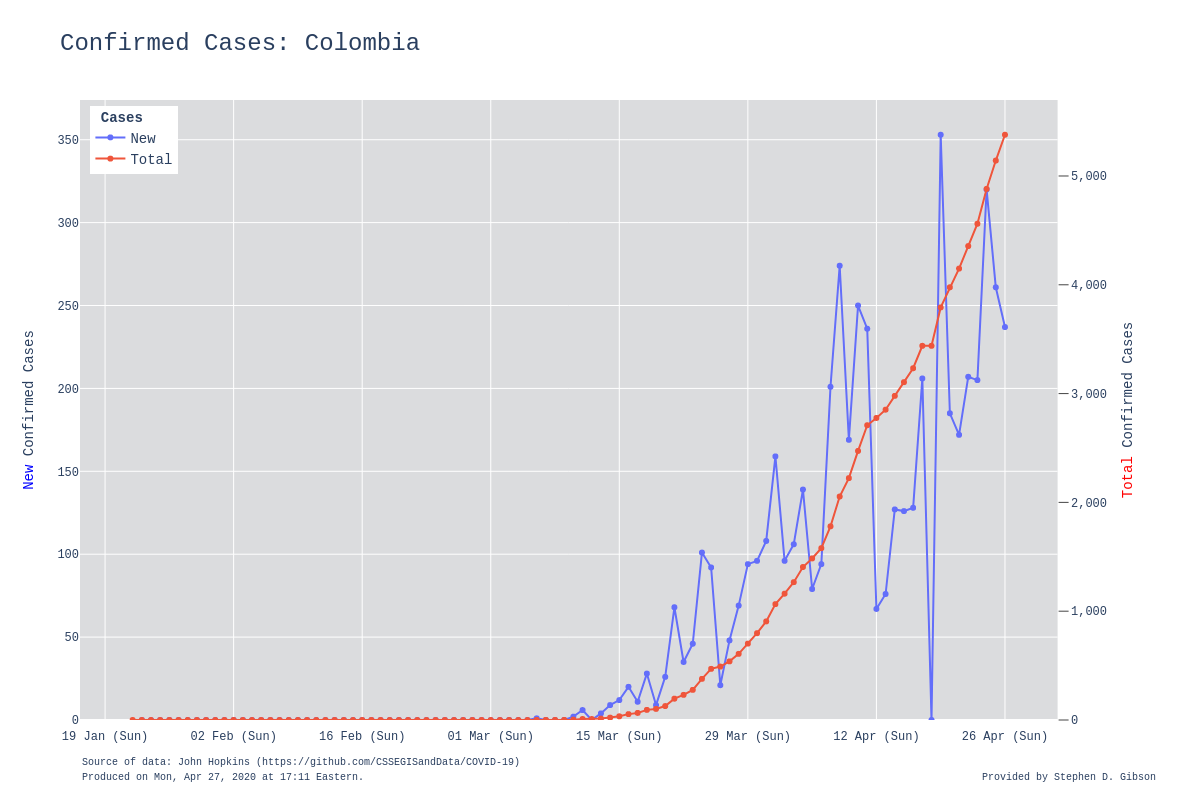 Confirmed Cases: Colombia
Cases
New
Total
350
300
250
200
150
100
50
0
5,000
4,000
3,000
2,000
1,000
0
New Confirmed Cases
Total Confirmed Cases
19 Jan (Sun) 02 Feb (Sun) 16 Feb (Sun) 01 Mar (Sun) 15 Mar (Sun) 29 Mar (Sun) 12 Apr (Sun) 26 Apr (Sun)
Source of data: John Hopkins (https://github.com/CSSEGISandData/COVID-19)
Produced on Mon, Apr 27, 2020 at 17:11 Eastern.
Provided by Stephen D. Gibson